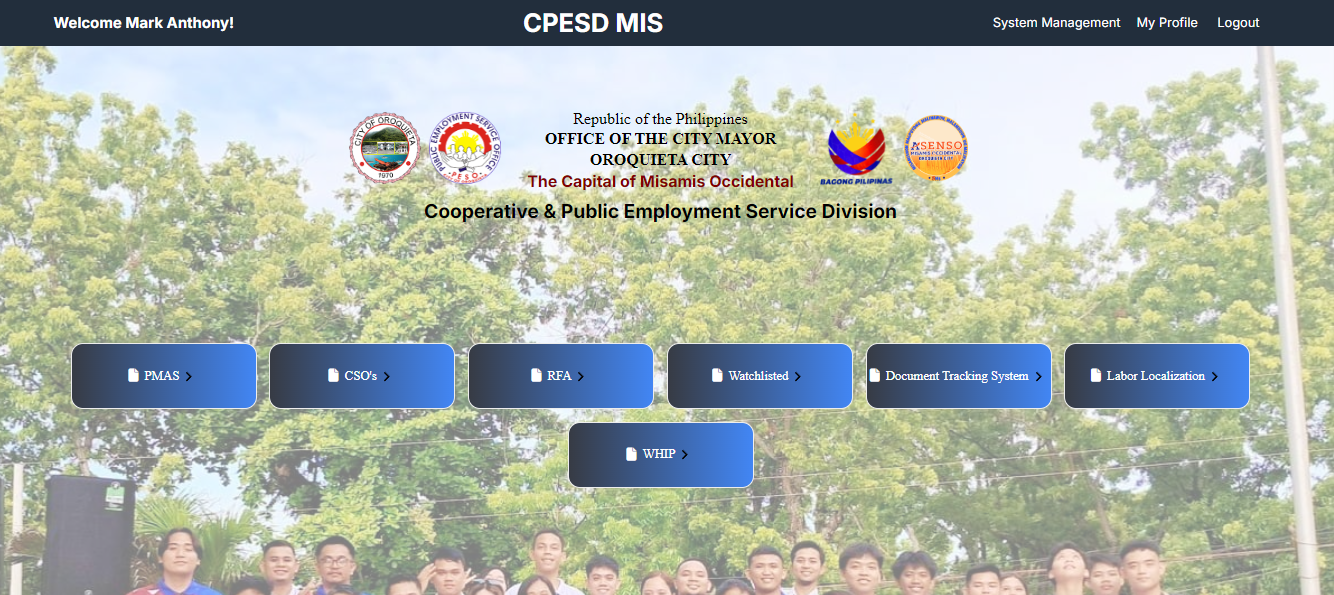 Welcome Mark Anthony!
CPESD MIS
System Management
My Profile
Logout
CITY OF OROQUIETA
1970
PUBLIC EMPLOYMENT SERVICE OFFICE
P E S O
Republic of the Philippines
OFFICE OF THE CITY MAYOR
OROQUIETA CITY
The Capital of Misamis Occidental
BAGONG PILIPINAS
ASENSO
MISAMIS OCCIDENTAL
OROQUIETA CITY
Cooperative & Public Employment Service Division
PMAS
CSO's
RFA
Watchlisted
Document Tracking System
Labor Localization
WHIP